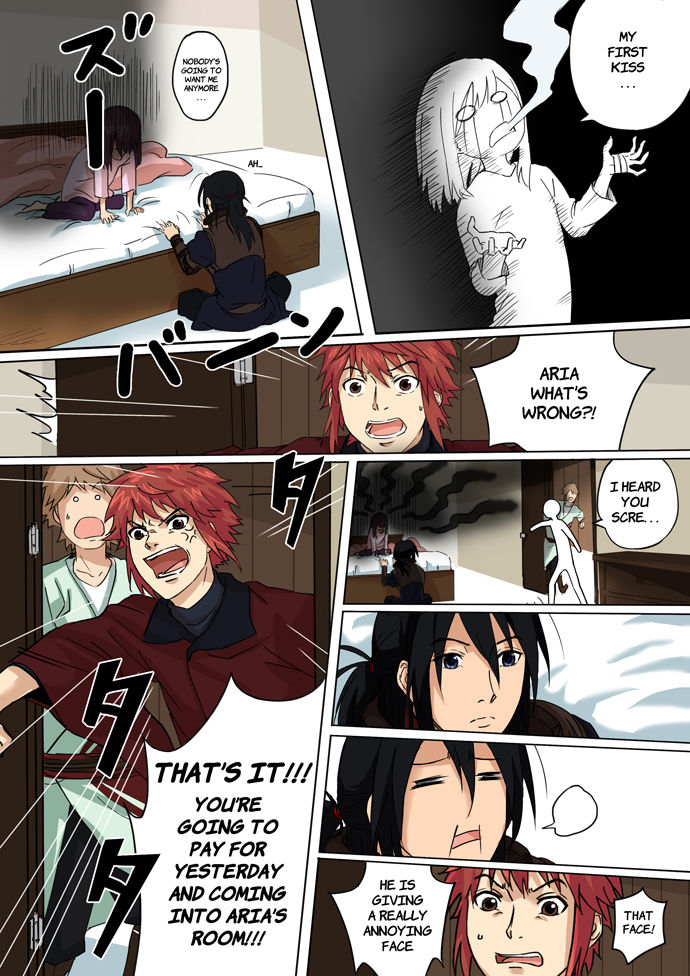 NOBODY'S
GOING TO
WANT ME
ANYMORE
...
AH...
ズーン
MY
FIRST
KISS
...
バーン
ARIA
WHAT'S
WRONG?!
I HEARD
YOU
SCRE...
タ
タ
タ
THAT'S IT!!!
YOU'RE
GOING TO
PAY FOR
YESTERDAY
AND COMING
INTO ARIA'S
ROOM!!!
HE IS
GIVING
A REALLY
ANNOYING
FACE
THAT
FACE!